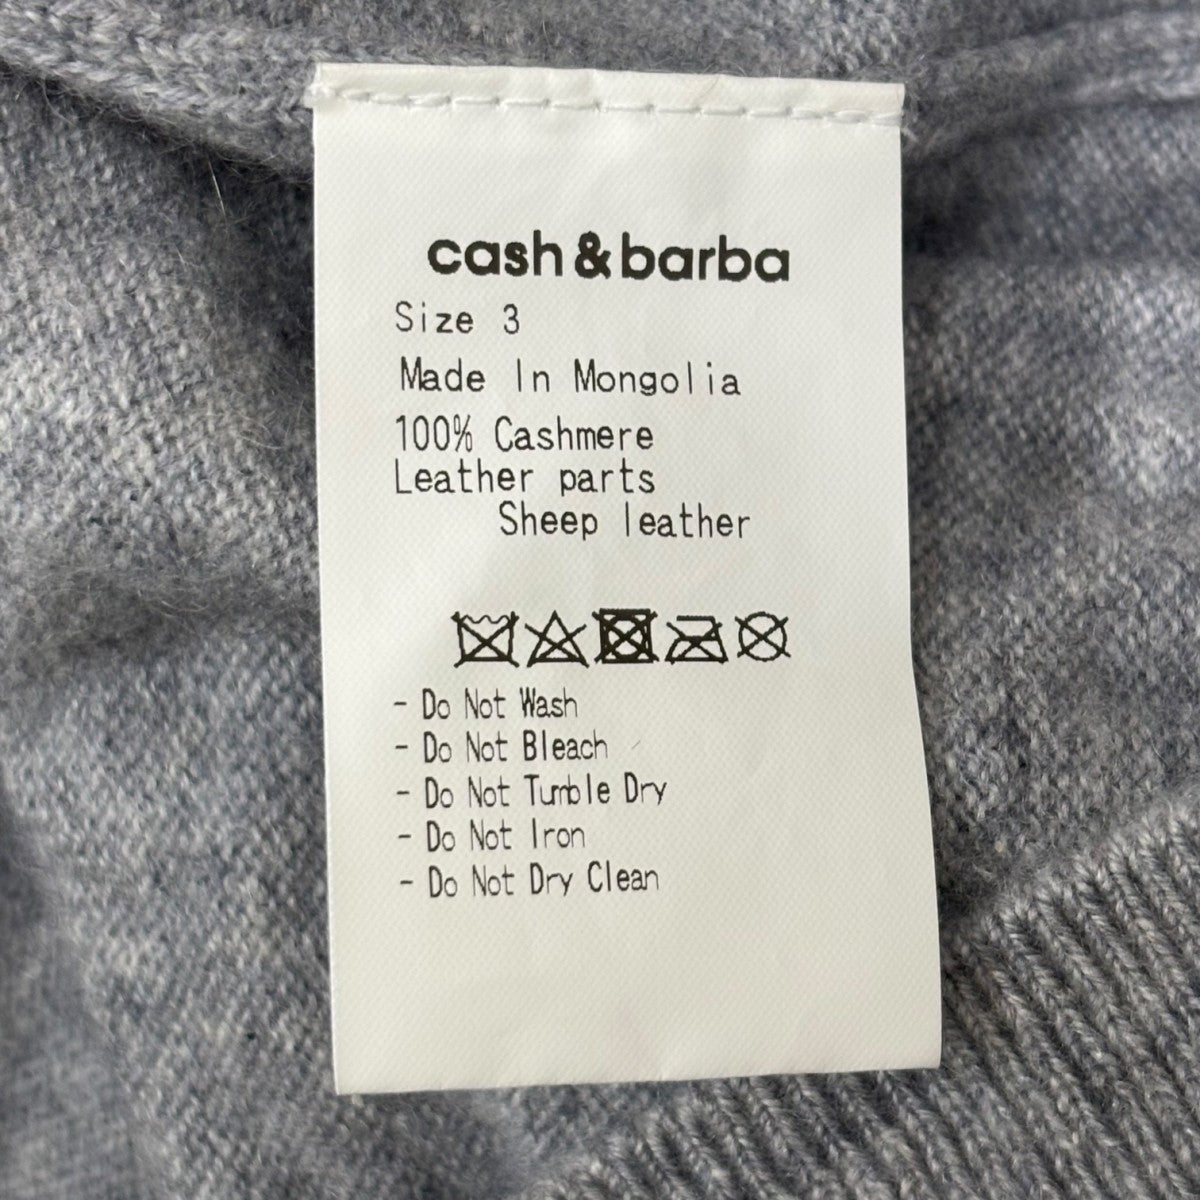 cash&barba
Size 3
Made In Mongolia
100% Cashmere
Leather parts
Sheep leather
- Do Not Wash
- Do Not Bleach
- Do Not Tumble Dry
- Do Not Iron
- Do Not Dry Clean